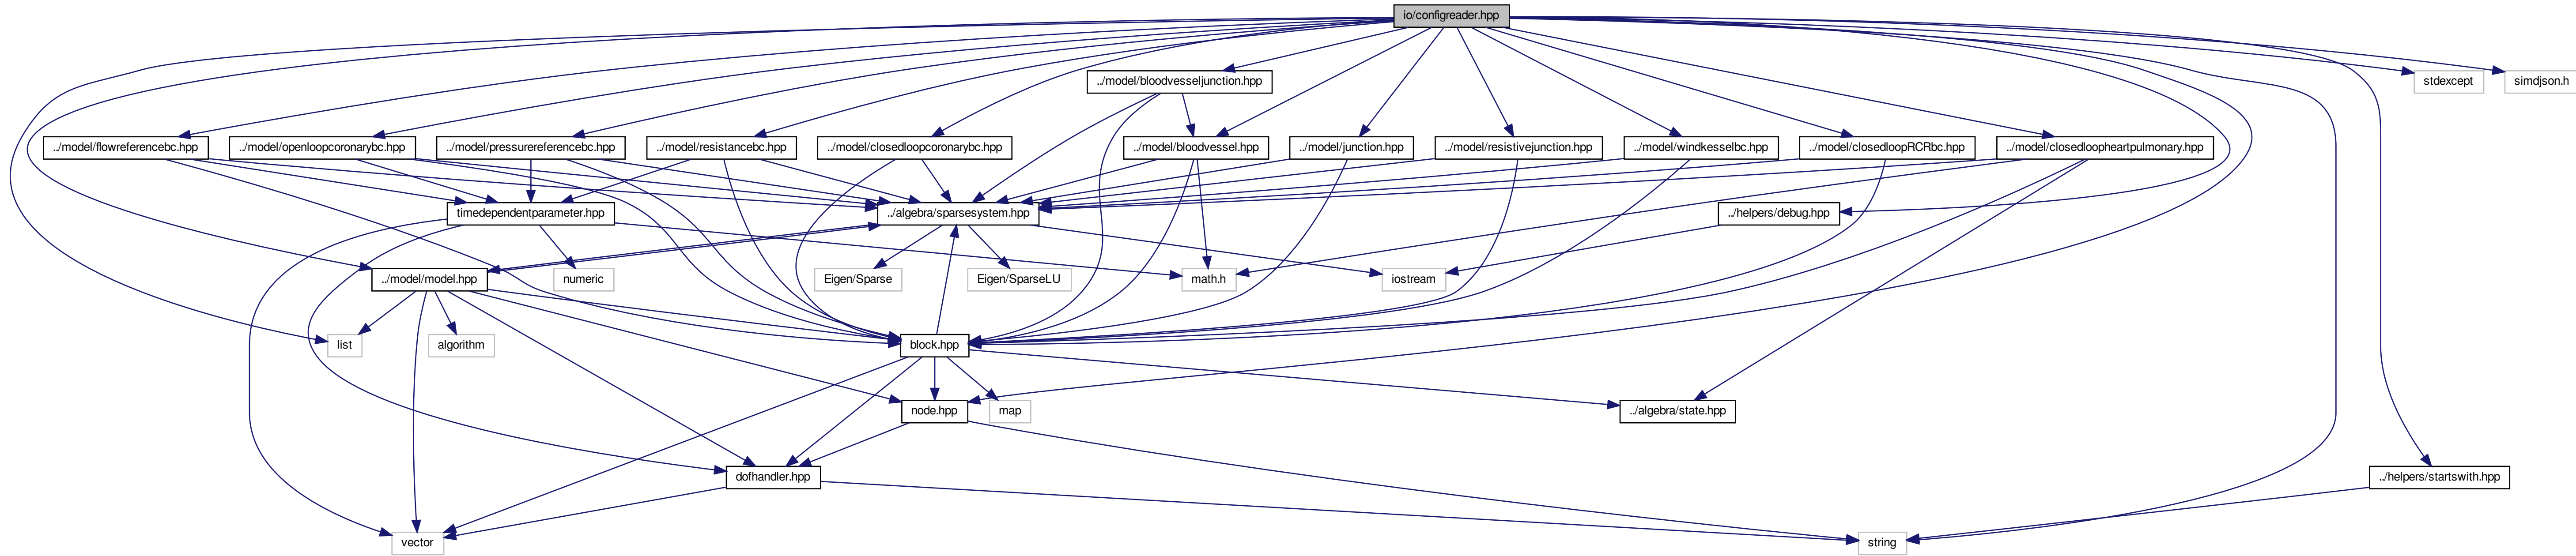 io/configreader.hpp
../model/bloodvesseljunction.hpp
stdexcept
simdjson.h
../model/flowreferencebc.hpp
../model/openloopcoronarybc.hpp
../model/pressurereferencebc.hpp
../model/resistancebc.hpp
../model/closedloopcoronarybc.hpp
../model/bloodvessel.hpp
../model/junction.hpp
../model/resistivejunction.hpp
../model/windkesselbc.hpp
../model/closedloopRCRbc.hpp
../model/closedloopheartpulmonary.hpp
timedependentparameter.hpp
../algebra/sparsesystem.hpp
../helpers/debug.hpp
../model/model.hpp
numeric
Eigen/Sparse
Eigen/SparseLU
math.h
iostream
list
algorithm
block.hpp
node.hpp
map
../algebra/state.hpp
dofhandler.hpp
../helpers/startswith.hpp
vector
string